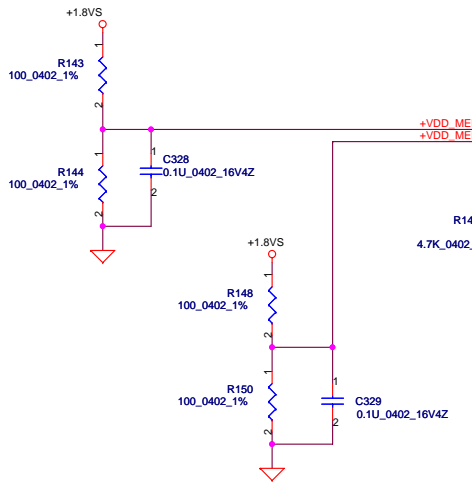 +1.8VS
1
R143
100_0402_1%
2
+VDD_ME
+VDD_ME
1
1
C328
R144
0.1U_0402_16V4Z
100_0402_1%
2
2
R14
+1.8VS
4.7K_0402_
1
R148
100_0402_1%
2
1
1
R150
C329
100_0402_1%
0.1U_0402_16V4Z
2
2